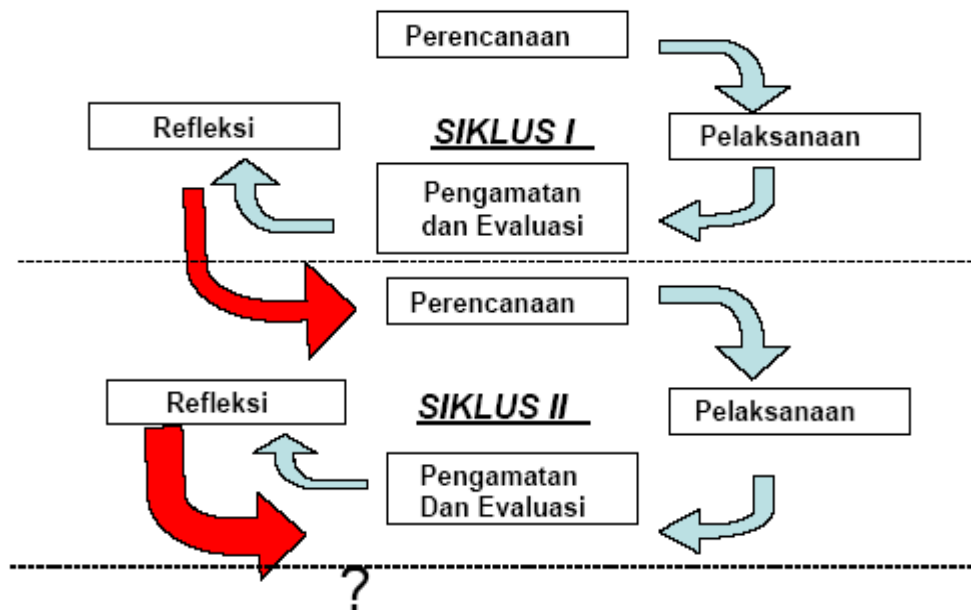 Perencanaan
Refleksi
SIKLUS I
Pelaksanaan
Pengamatan
dan Evaluasi
Perencanaan
Refleksi
SIKLUS II
Pelaksanaan
Pengamatan
Dan Evaluasi
?